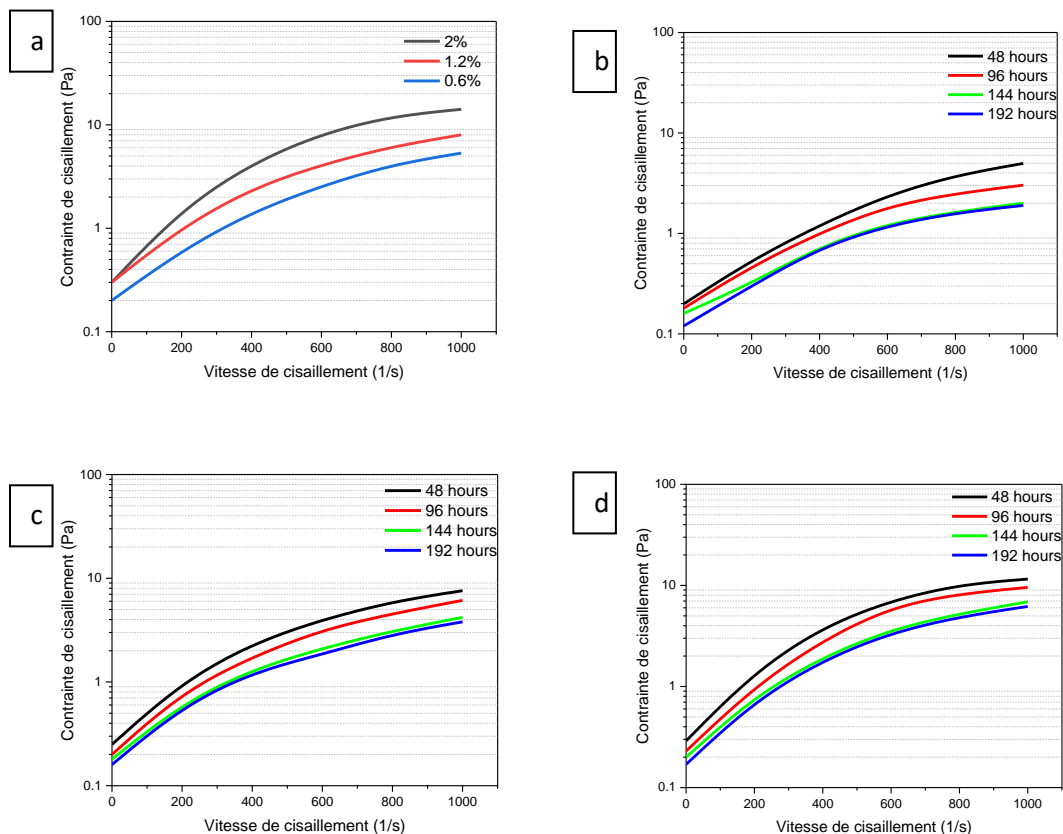 a
100
10
1
0.1
Contrainte de cisaillement (Pa)
2%
1.2%
0.6%
0 200 400 600 800 1000
Vitesse de cisaillement (1/s)
b
100
10
1
0.1
Contrainte de cisaillement (Pa)
48 hours
96 hours
144 hours
192 hours
0 200 400 600 800 1000
Vitesse de cisaillement (1/s)
c
100
10
1
0.1
Contrainte de cisaillement (Pa)
48 hours
96 hours
144 hours
192 hours
0 200 400 600 800 1000
Vitesse de cisaillement (1/s)
d
100
10
1
0.1
Contrainte de cisaillement (Pa)
48 hours
96 hours
144 hours
192 hours
0 200 400 600 800 1000
Vitesse de cisaillement (1/s)